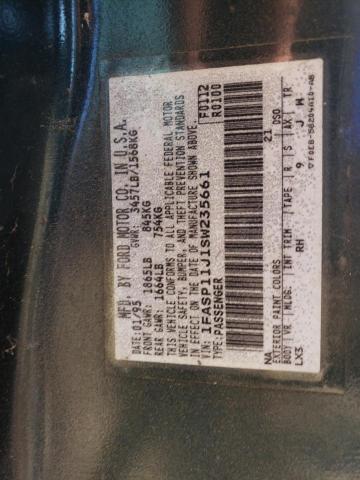 MFD. BY FORD MOTOR CO. IN U.S.A.
DATE: 01/95 GVWR: 3457LB/1568KG
FRONT GAWR: 1865LB 845KG
REAR GAWR: 1664LB 754KG
THIS VEHICLE CONFORMS TO ALL APPLICABLE FEDERAL MOTOR
VEHICLE SAFETY, BUMPER, AND THEFT PREVENTION STANDARDS
IN EFFECT ON THE DATE OF MANUFACTURE SHOWN ABOVE.
VIN: 1FASP11J1SW235661 F0112
TYPE: PASSENGER R0100
NA 21 DSO
EXTERIOR PAINT COLORS
BODY VR MLDG INT TRIM TAPE R S AX TR
LX3 RH 9 J W